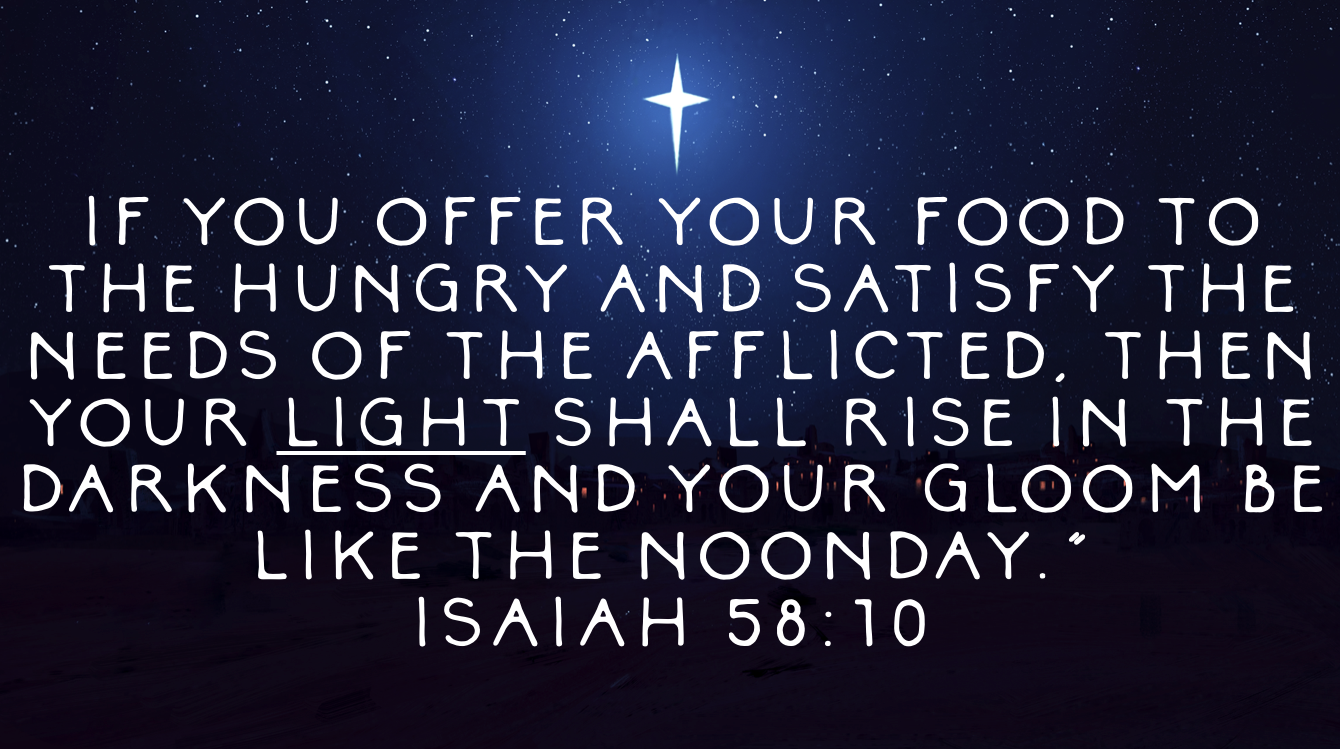 IF YOU OFFER YOUR FOOD TO
THE HUNGRY AND SATISFY THE
NEEDS OF THE AFFLICTED, THEN
YOUR LIGHT SHALL RISE IN THE
DARKNESS AND YOUR GLOOM BE
LIKE THE NOONDAY. ”
ISAIAH 58:10